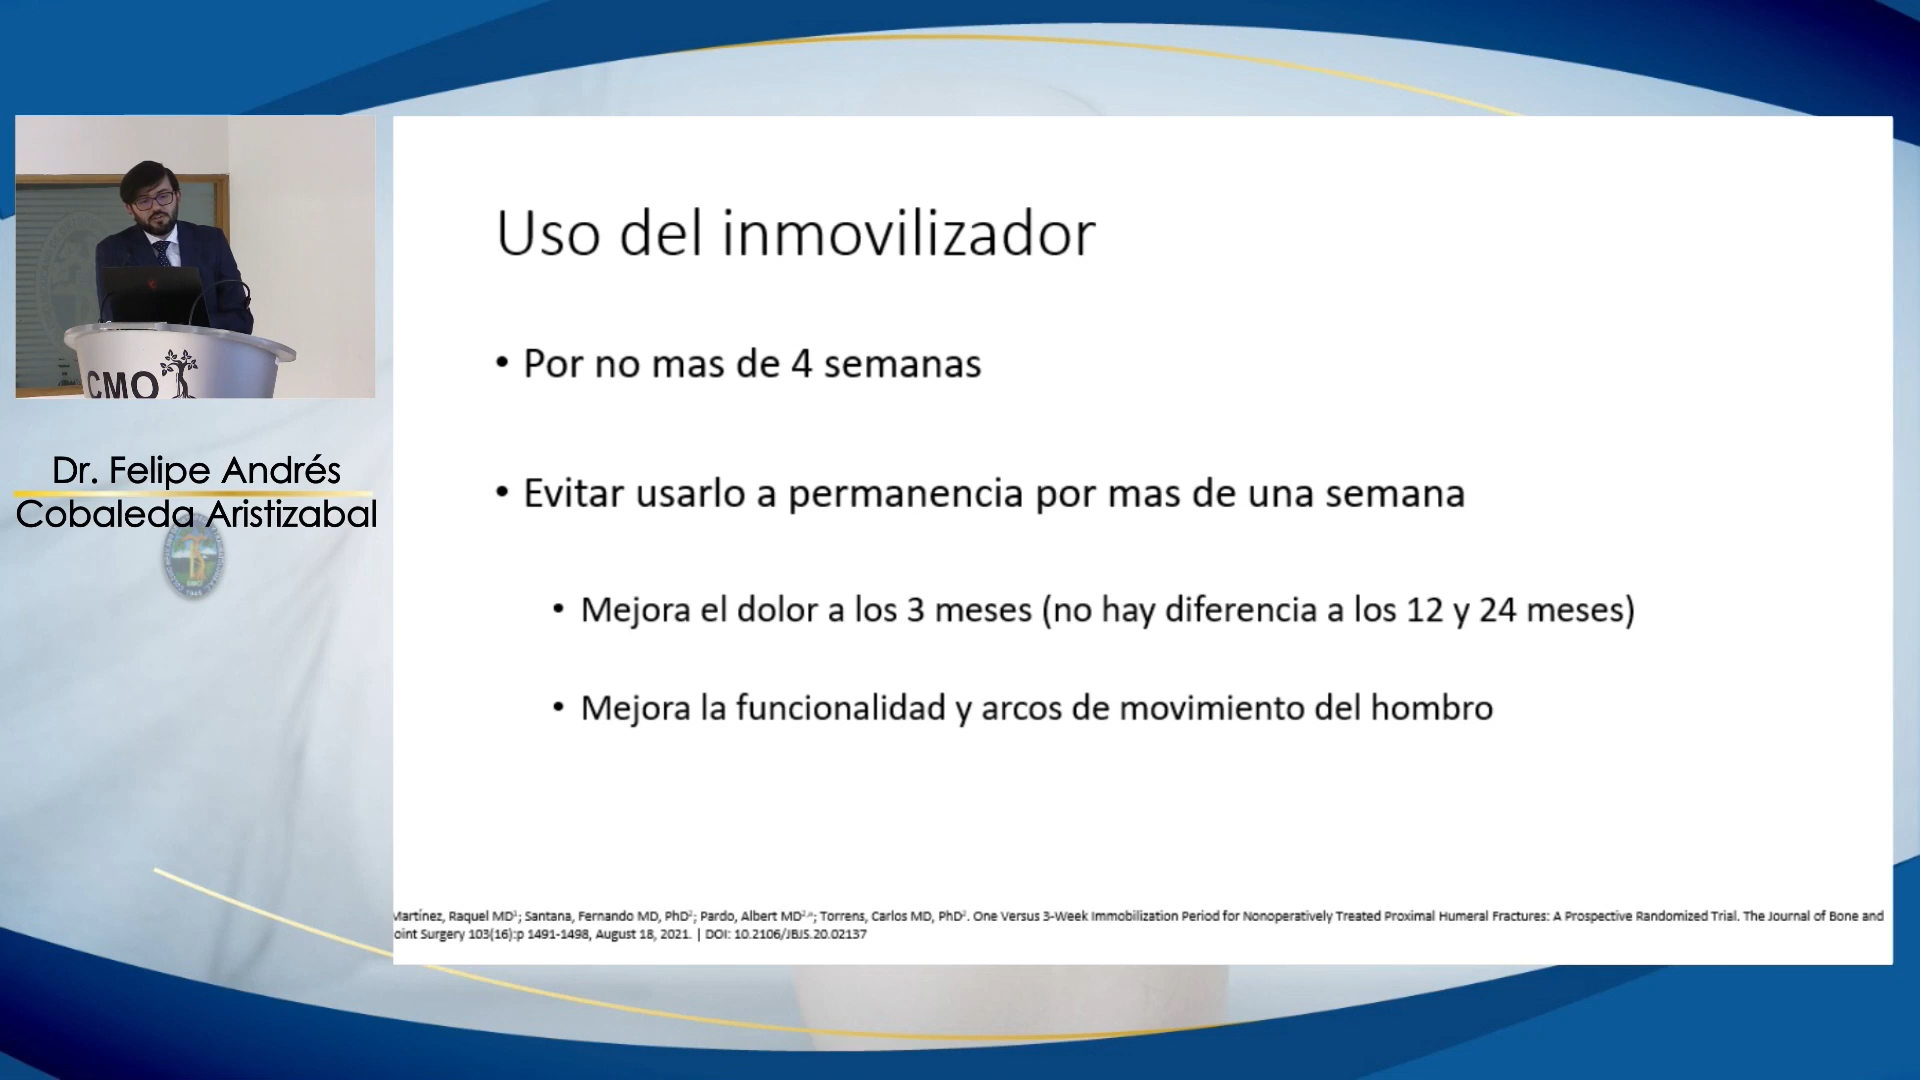 Uso del inmovilizador
• Por no mas de 4 semanas
• Evitar usarlo a permanencia por mas de una semana
• Mejora el dolor a los 3 meses (no hay diferencia a los 12 y 24 meses)
• Mejora la funcionalidad y arcos de movimiento del hombro
Martínez, Raquel MD¹; Santana, Fernando MD, PhD²; Pardo, Albert MD²,ᵃ; Torrens, Carlos MD, PhD². One Versus 3-Week Immobilization Period for Nonoperatively Treated Proximal Humeral Fractures: A Prospective Randomized Trial. The Journal of Bone and
oint Surgery 103(16):p 1491-1498, August 18, 2021. | DOI: 10.2106/JBJS.20.02137
CMO
Dr. Felipe Andrés
Cobaleda Aristizabal